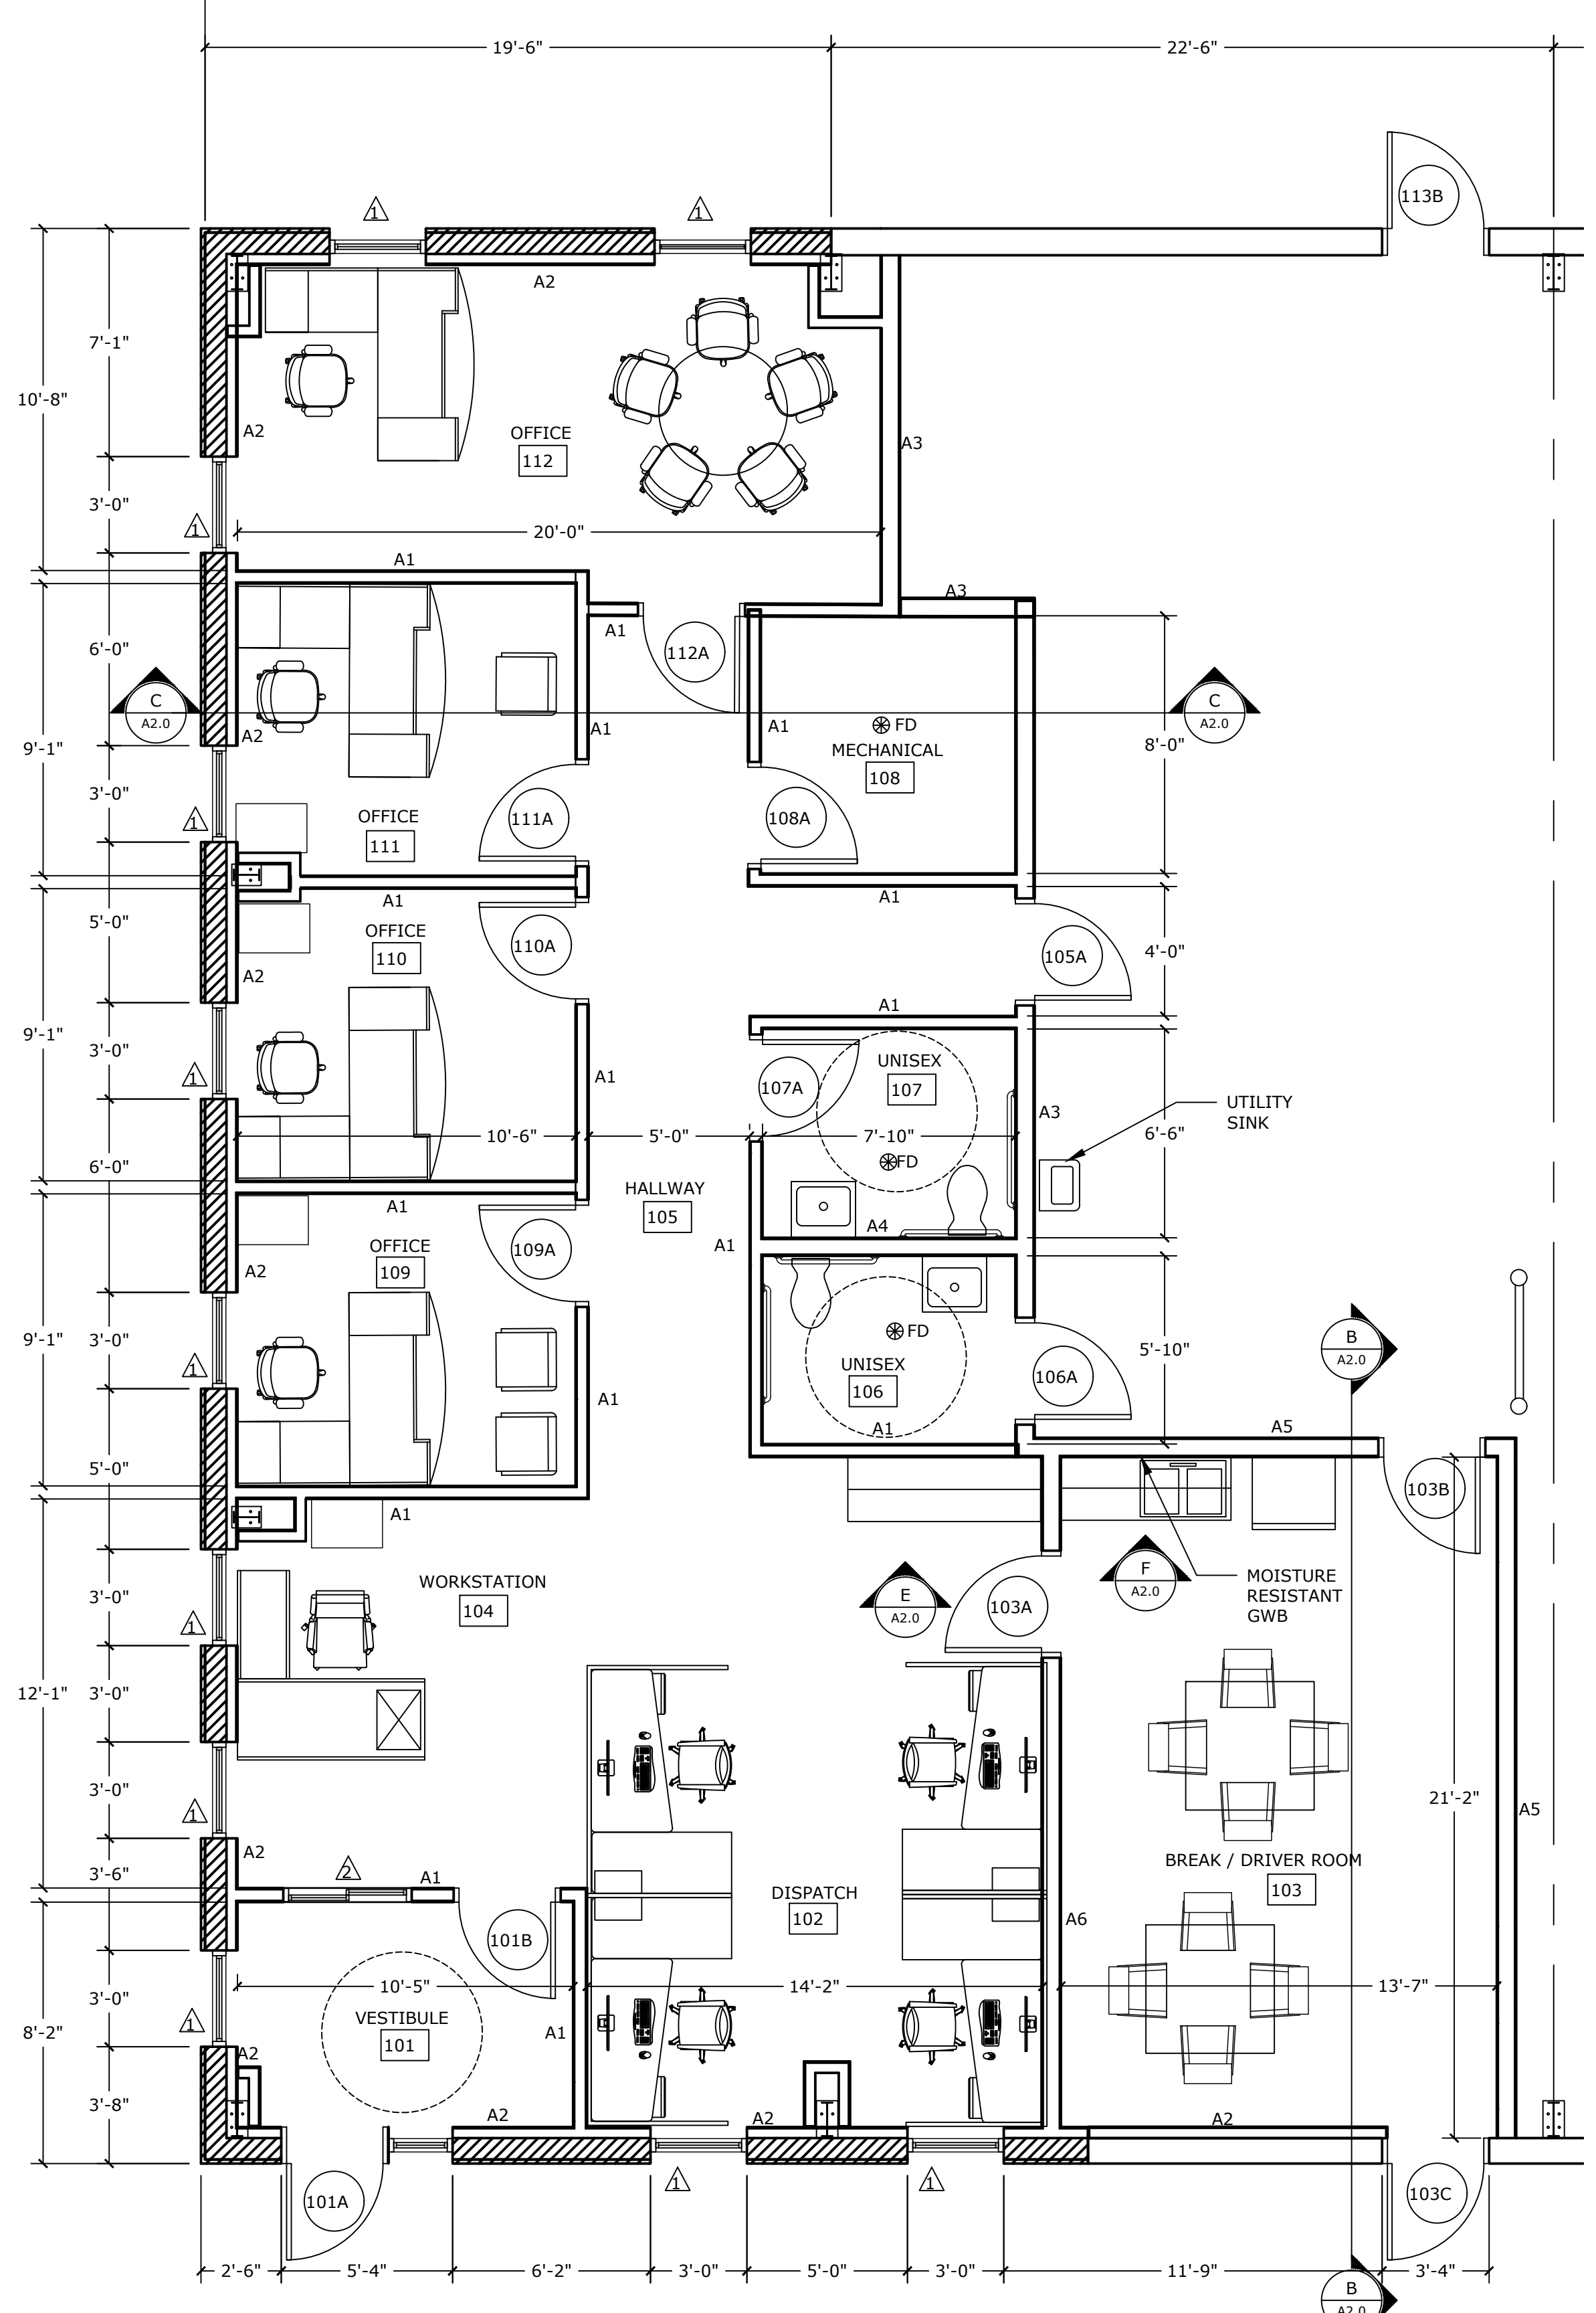 19'-6"
22'-6"
113B
1
1
A2
7'-1"
10'-8"
A2
OFFICE
112
A3
3'-0"
1
20'-0"
A1
A3
A1
6'-0"
112A
C
A2.0
C
A2.0
A2
A1
A1
FD
MECHANICAL
108
8'-0"
9'-1"
3'-0"
1
OFFICE
111
111A
108A
A1
A1
5'-0"
OFFICE
110
110A
105A
4'-0"
A2
A1
9'-1"
3'-0"
1
A1
UNISEX
107
107A
A3
UTILITY
SINK
10'-6"
5'-0"
7'-10"
6'-6"
FD
6'-0"
HALLWAY
105
A1
A4
OFFICE
109
109A
A1
A2
9'-1"
3'-0"
1
FD
UNISEX
106
106A
5'-10"
B
A2.0
A1
A1
A5
5'-0"
A1
103B
WORKSTATION
104
E
A2.0
103A
F
A2.0
MOISTURE
RESISTANT
GWB
3'-0"
1
12'-1"
3'-0"
3'-0"
1
21'-2"
A5
A2
3'-6"
2
A1
BREAK / DRIVER ROOM
103
DISPATCH
102
A6
101B
10'-5"
14'-2"
13'-7"
3'-0"
1
8'-2"
VESTIBULE
101
A1
A2
3'-8"
A2
A2
A2
101A
1
1
103C
2'-6"
5'-4"
6'-2"
3'-0"
5'-0"
3'-0"
11'-9"
3'-4"
B
A2.0